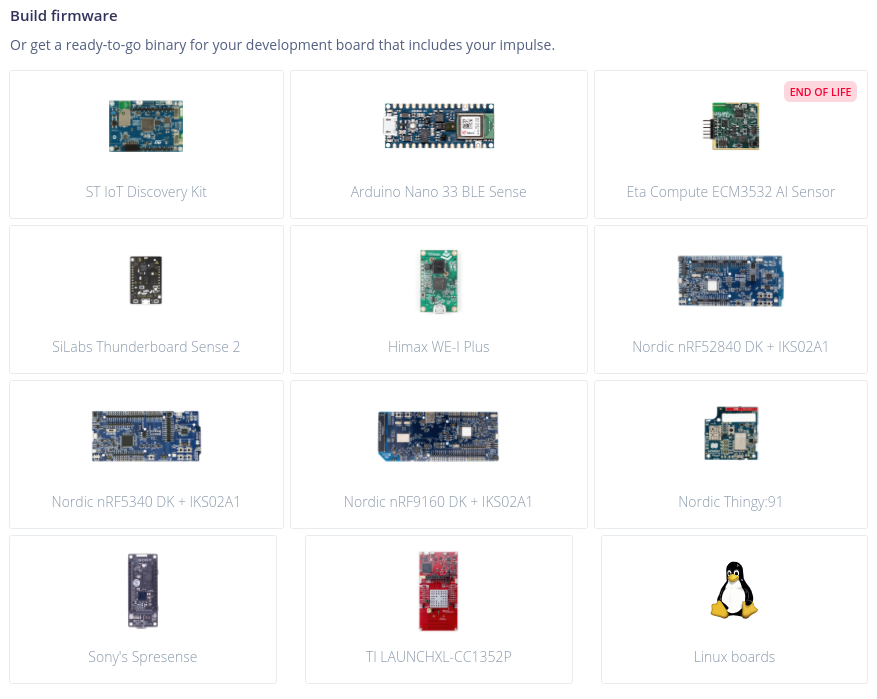 Build firmware
Or get a ready-to-go binary for your development board that includes your impulse.
END OF LIFE
ST IoT Discovery Kit
Arduino Nano 33 BLE Sense
Eta Compute ECM3532 AI Sensor
SiLabs Thunderboard Sense 2
Himax WE-I Plus
Nordic nRF52840 DK + IKS02A1
Nordic nRF5340 DK + IKS02A1
Nordic nRF9160 DK + IKS02A1
Nordic Thingy:91
Sony's Spresense
TI LAUNCHXL-CC1352P
Linux boards